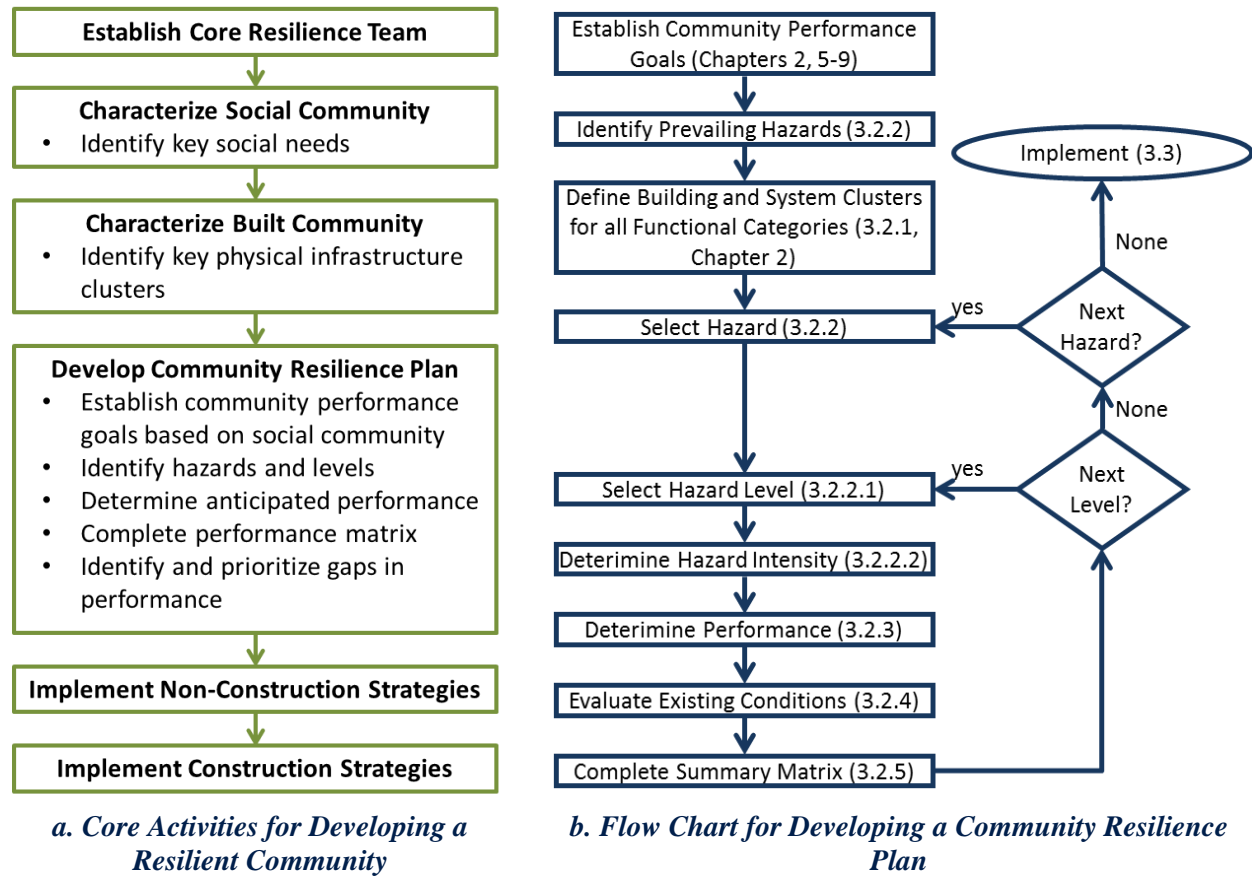 Establish Core Resilience Team
Characterize Social Community
• Identify key social needs
Characterize Built Community
• Identify key physical infrastructure
clusters
Develop Community Resilience Plan
• Establish community performance
goals based on social community
• Identify hazards and levels
• Determine anticipated performance
• Complete performance matrix
• Identify and prioritize gaps in
performance
Implement Non-Construction Strategies
Implement Construction Strategies
a. Core Activities for Developing a
Resilient Community
Establish Community Performance
Goals (Chapters 2, 5-9)
Identify Prevailing Hazards (3.2.2)
Define Building and System Clusters
for all Functional Categories (3.2.1,
Chapter 2)
Select Hazard (3.2.2)
Select Hazard Level (3.2.2.1)
Deterimine Hazard Intensity (3.2.2.2)
Deterimine Performance (3.2.3)
Evaluate Existing Conditions (3.2.4)
Complete Summary Matrix (3.2.5)
Implement (3.3)
None
yes
Next
Hazard?
None
yes
Next
Level?
b. Flow Chart for Developing a Community Resilience
Plan